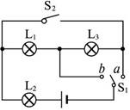 S₂
L₁ L₃
b a
L₂ S₁